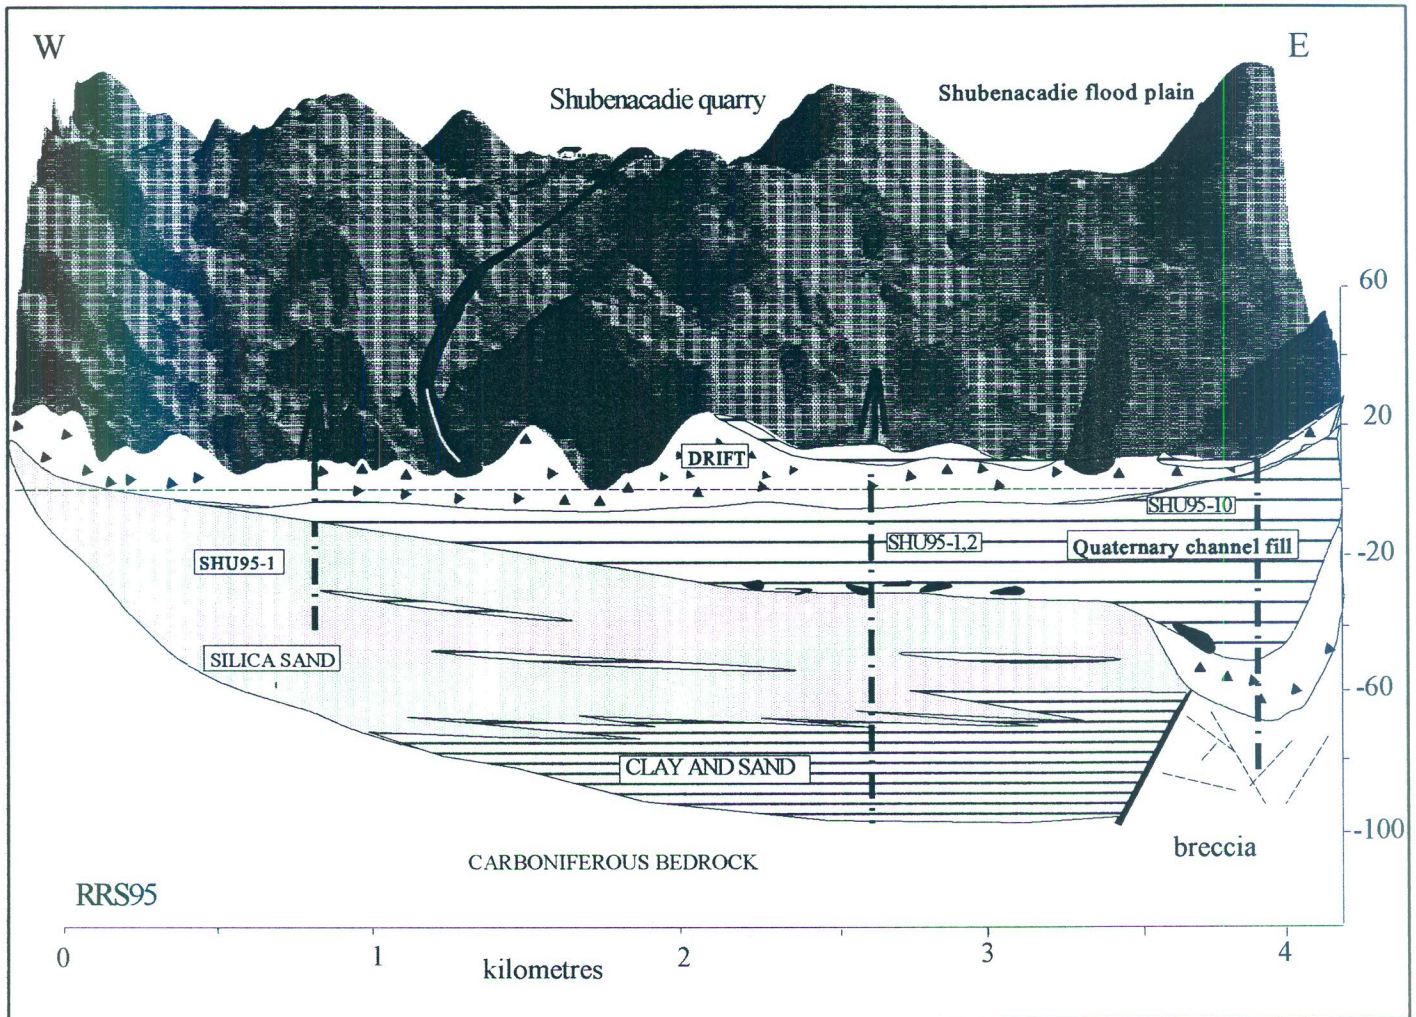 W
E
Shubenacadie quarry
Shubenacadie flood plain
60
20
DRIFT
SHU95-10
SHU95-1
SHU95-1,2
Quaternary channel fill
-20
SILICA SAND
-60
CLAY AND SAND
-100
breccia
CARBONIFEROUS BEDROCK
RRS95
0
1
2
3
4
kilometres